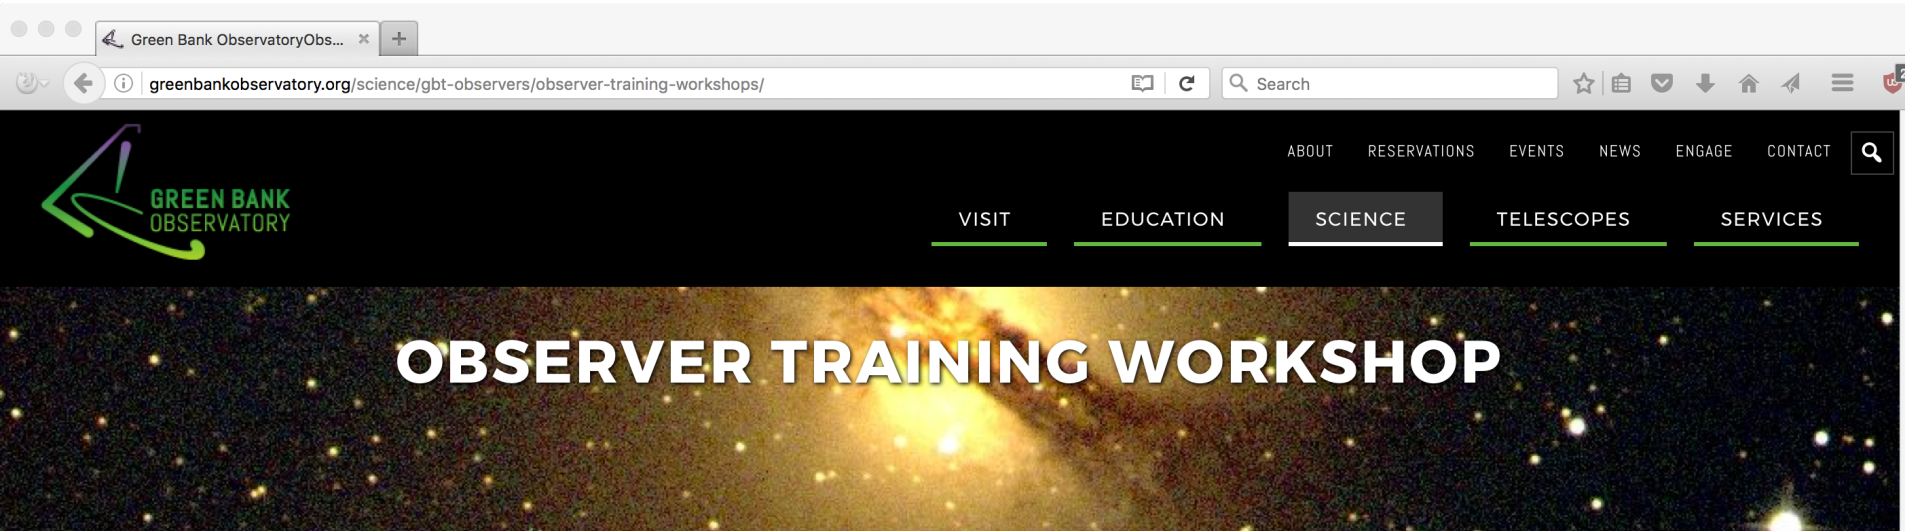 Green Bank ObservatoryObs...
greenbankobservatory.org/science/gbt-observers/observer-training-workshops/
Search
ABOUT RESERVATIONS EVENTS NEWS ENGAGE CONTACT
GREEN BANK
OBSERVATORY
VISIT EDUCATION SCIENCE TELESCOPES SERVICES
OBSERVER TRAINING WORKSHOP